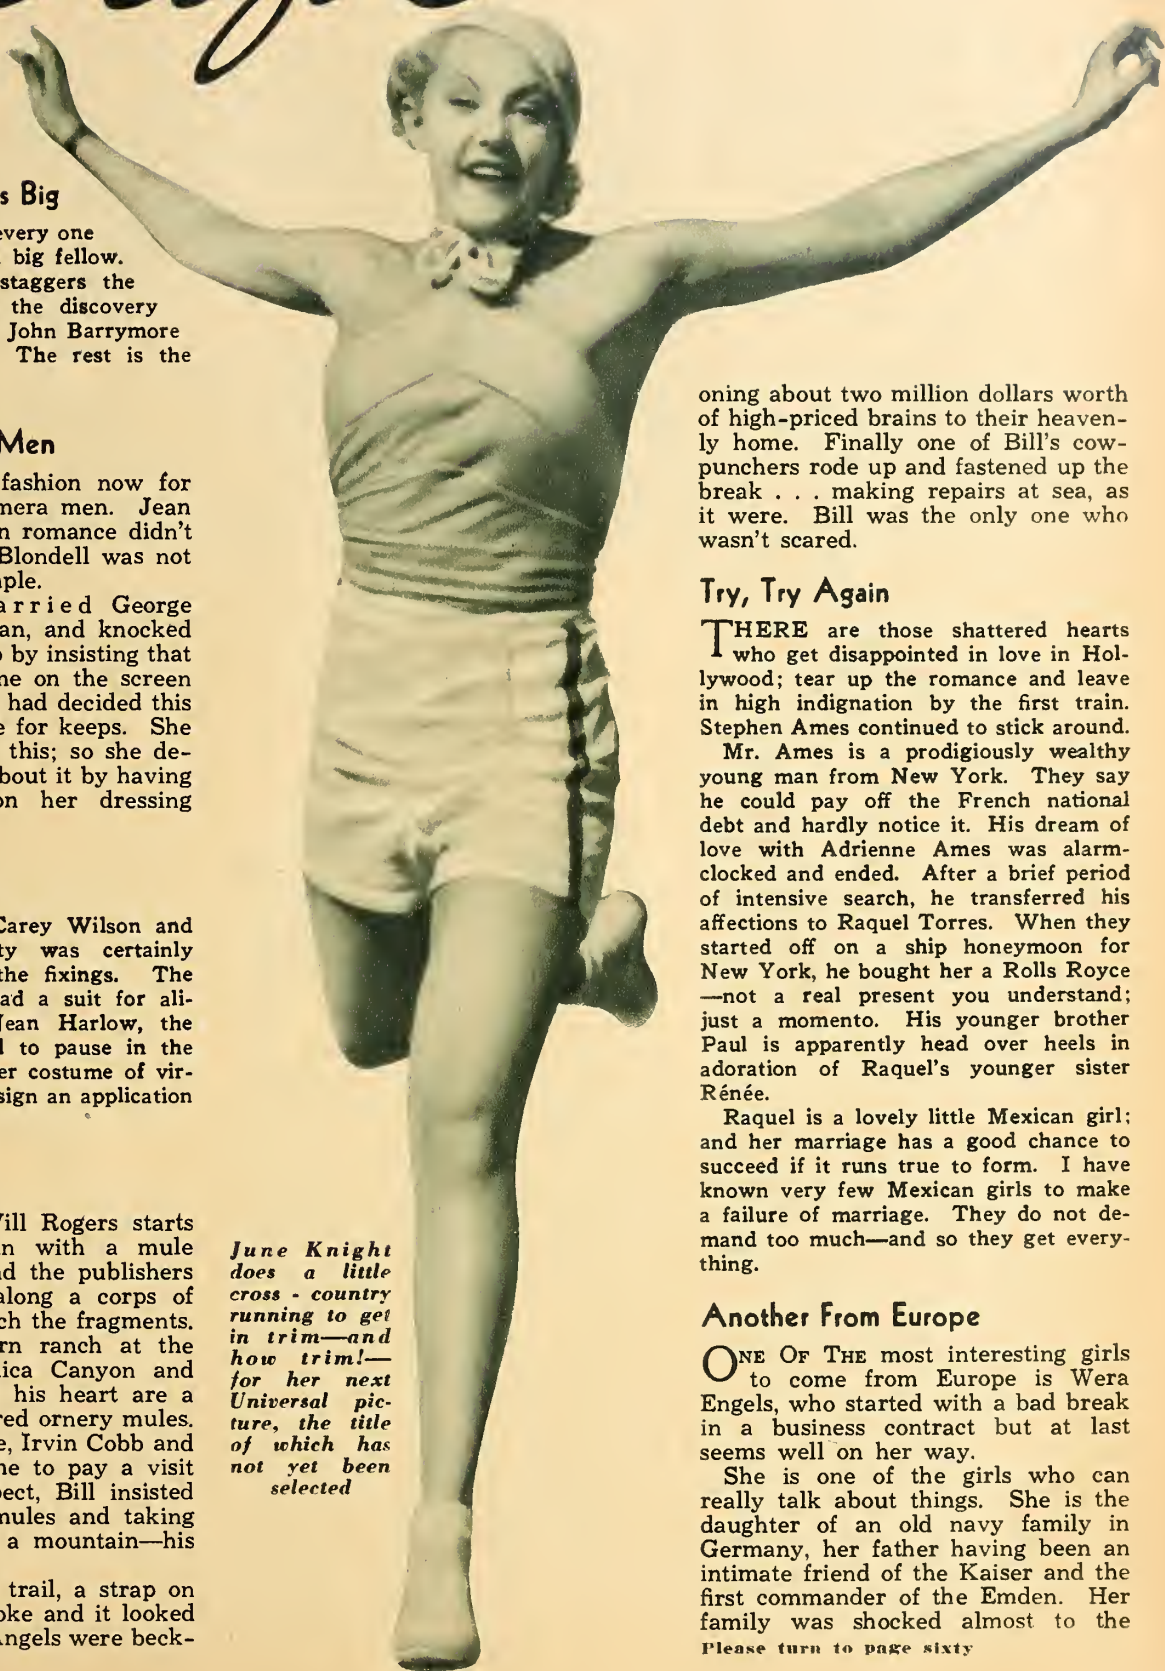 s Big
every one
big fellow.
staggers the
the discovery
John Barrymore
The rest is the
Men
fashion now for
mera men. Jean
n romance didn't
Blondell was not
ple.
arried George
an, and knocked
by insisting that
me on the screen
had decided this
e for keeps. She
this; so she de-
bout it by having
on her dressing
Carey Wilson and
ty was certainly
the fixings. The
ad a suit for ali-
Jean Harlow, the
to pause in the
er costume of vir-
sign an application
Will Rogers starts
n with a mule
nd the publishers
along a corps of
ch the fragments.
rn ranch at the
ica Canyon and
his heart are a
red ornery mules.
e, Irvin Cobb and
ne to pay a visit
pect, Bill insisted
mules and taking
a mountain—his
trail, a strap on
oke and it looked
Angels were beck-
June Knight
does a little
cross - country
running to get
in trim—and
how trim!—
for her next
Universal pic-
ture, the title
of which has
not yet been
selected
oning about two million dollars worth
of high-priced brains to their heaven-
ly home. Finally one of Bill's cow-
punchers rode up and fastened up the
break . . . making repairs at sea, as
it were. Bill was the only one who
wasn't scared.
Try, Try Again
THERE are those shattered hearts
who get disappointed in love in Hol-
lywood; tear up the romance and leave
in high indignation by the first train.
Stephen Ames continued to stick around.
Mr. Ames is a prodigiously wealthy
young man from New York. They say
he could pay off the French national
debt and hardly notice it. His dream of
love with Adrienne Ames was alarm-
clocked and ended. After a brief period
of intensive search, he transferred his
affections to Raquel Torres. When they
started off on a ship honeymoon for
New York, he bought her a Rolls Royce
—not a real present you understand;
just a momento. His younger brother
Paul is apparently head over heels in
adoration of Raquel's younger sister
Rénée.
Raquel is a lovely little Mexican girl;
and her marriage has a good chance to
succeed if it runs true to form. I have
known very few Mexican girls to make
a failure of marriage. They do not de-
mand too much—and so they get every-
thing.
Another From Europe
ONE OF THE most interesting girls
to come from Europe is Wera
Engels, who started with a bad break
in a business contract but at last
seems well on her way.
She is one of the girls who can
really talk about things. She is the
daughter of an old navy family in
Germany, her father having been an
intimate friend of the Kaiser and the
first commander of the Emden. Her
family was shocked almost to the
Please turn to page sixty